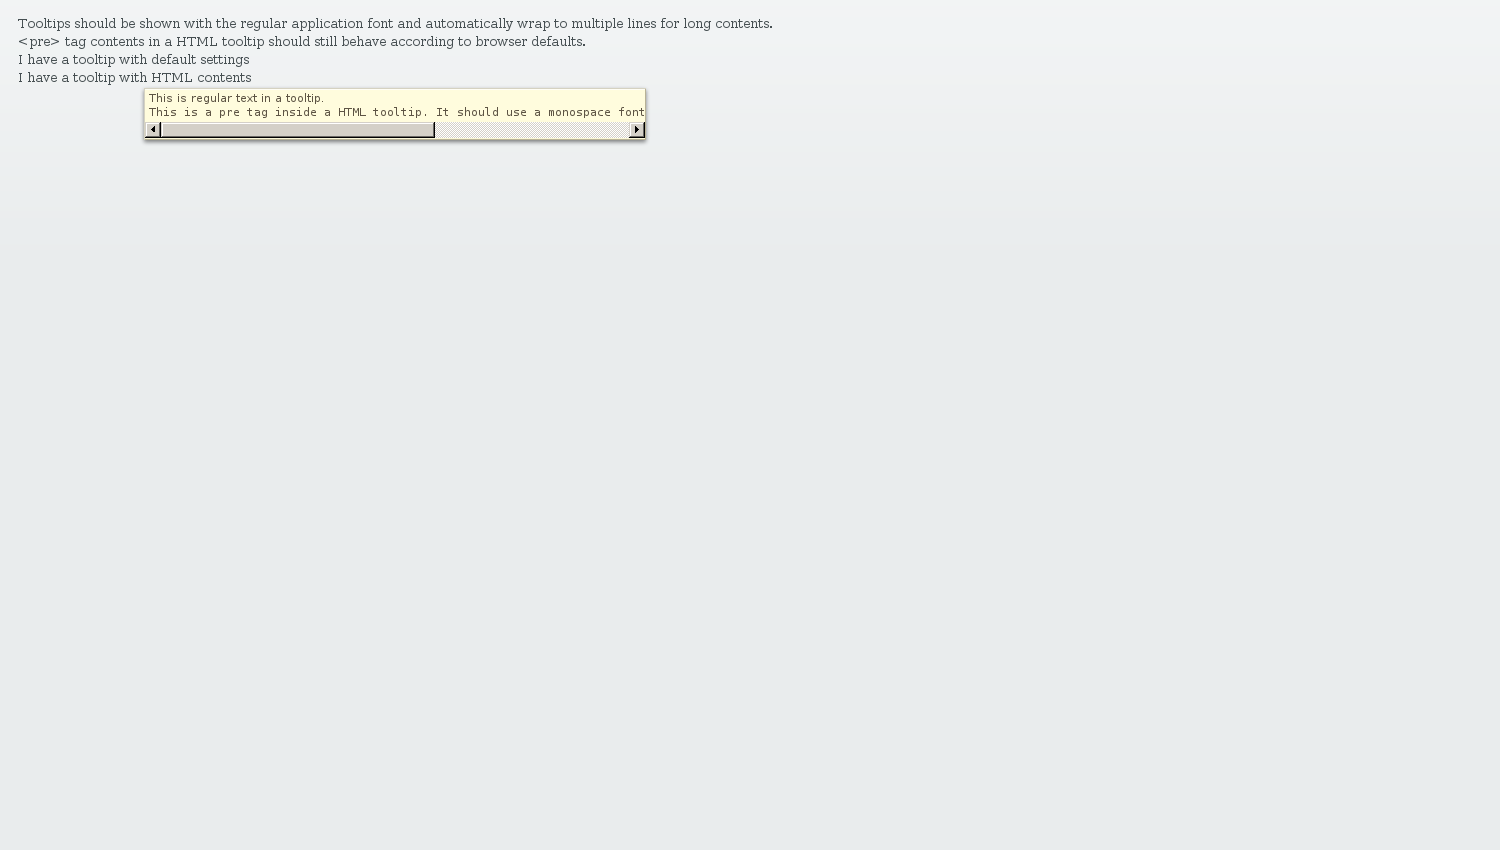 Tooltips should be shown with the regular application font and automatically wrap to multiple lines for long contents.
<pre> tag contents in a HTML tooltip should still behave according to browser defaults.
I have a tooltip with default settings
I have a tooltip with HTML contents
This is regular text in a tooltip.
This is a pre tag inside a HTML tooltip. It should use a monospace font